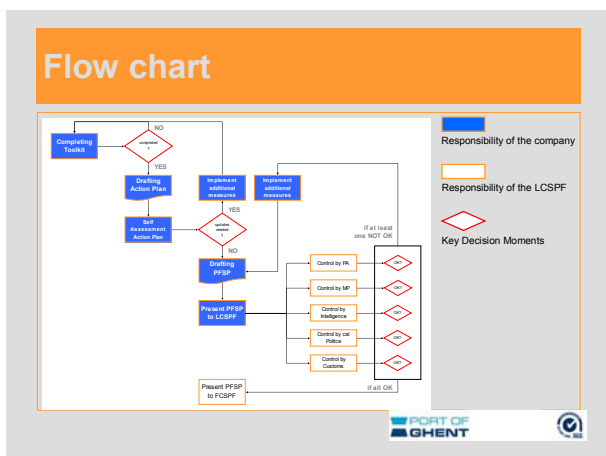 Flow chart
NO
Completing
Toolkit
completed
?
YES
Drafting
Action Plan
Implement
additional
measures
Implement
additional
measures
Self
Assessment
Action Plan
YES
updates
needed
?
NO
if at least
one NOT OK
Drafting
PFSP
Control by PA
OK?
Control by MP
OK?
Present PFSP
to LCSPF
Control by
Intelligence
OK?
Control by cal
Politice
OK?
Control by
Customs
OK?
Present PFSP
to FCSPF
if all OK
Responsibility of the company
Responsibility of the LCSPF
Key Decision Moments
PORT OF
GHENT